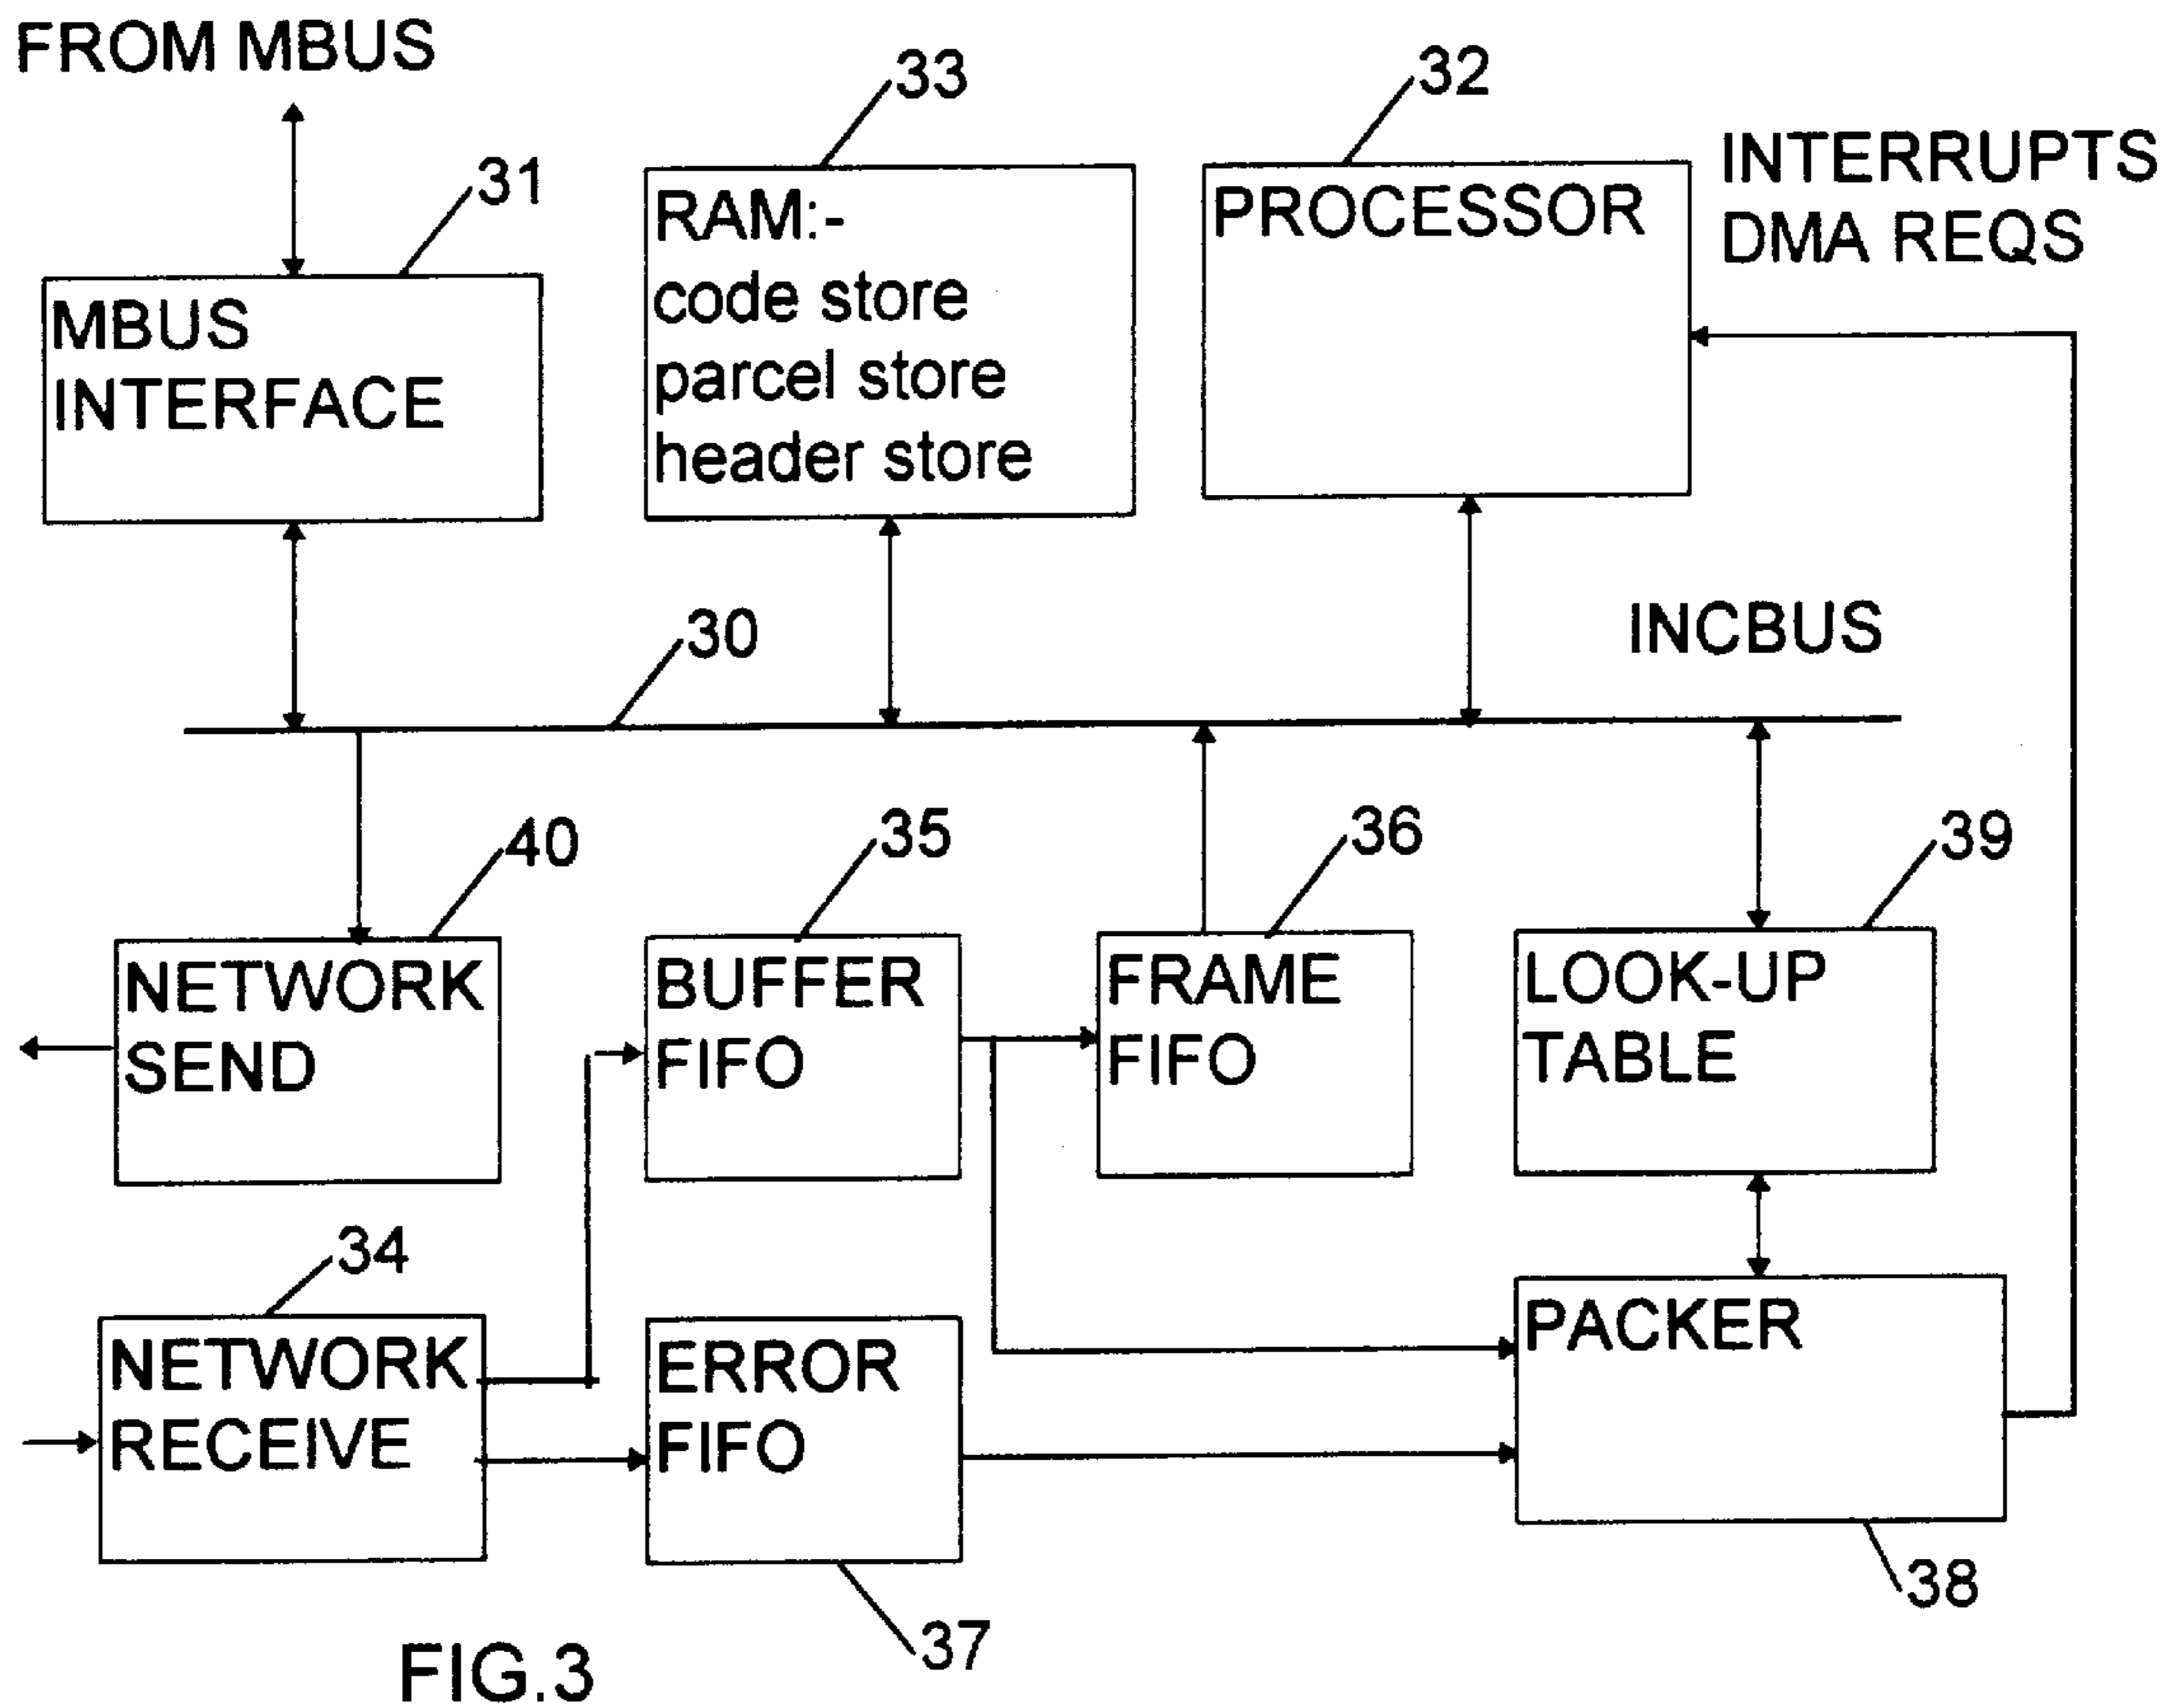 FROM MBUS
33
32
31
INTERRUPTS
DMA REQS
RAM:-
code store
parcel store
header store
PROCESSOR
MBUS
INTERFACE
30
INCBUS
40
35
36
39
NETWORK
SEND
BUFFER
FIFO
FRAME
FIFO
LOOK-UP
TABLE
34
NETWORK
RECEIVE
ERROR
FIFO
PACKER
38
37
FIG.3